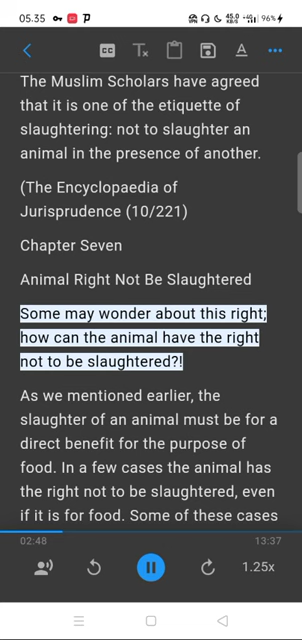 05.35
45.0 KB/s
4G
96%
CC
The Muslim Scholars have agreed
that it is one of the etiquette of
slaughtering: not to slaughter an
animal in the presence of another.
(The Encyclopaedia of
Jurisprudence (10/221)
Chapter Seven
Animal Right Not Be Slaughtered
Some may wonder about this right;
how can the animal have the right
not to be slaughtered?!
As we mentioned earlier, the
slaughter of an animal must be for a
direct benefit for the purpose of
food. In a few cases the animal has
the right not to be slaughtered, even
if it is for food. Some of these cases
02:48 13:37
1.25x